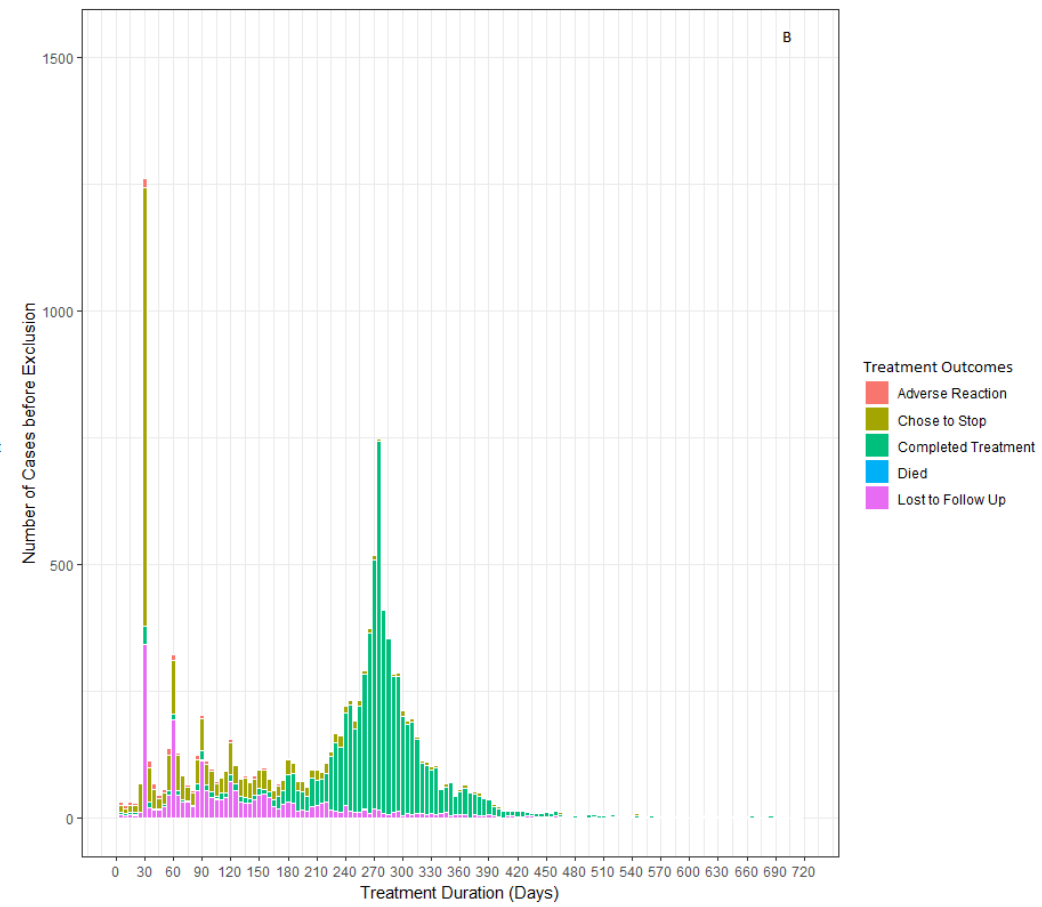 B
1500
1000
500
0
Number of Cases before Exclusion
0 30 60 90 120 150 180 210 240 270 300 330 360 390 420 450 480 510 540 570 600 630 660 690 720
Treatment Duration (Days)
Treatment Outcomes
Adverse Reaction
Chose to Stop
Completed Treatment
Died
Lost to Follow Up